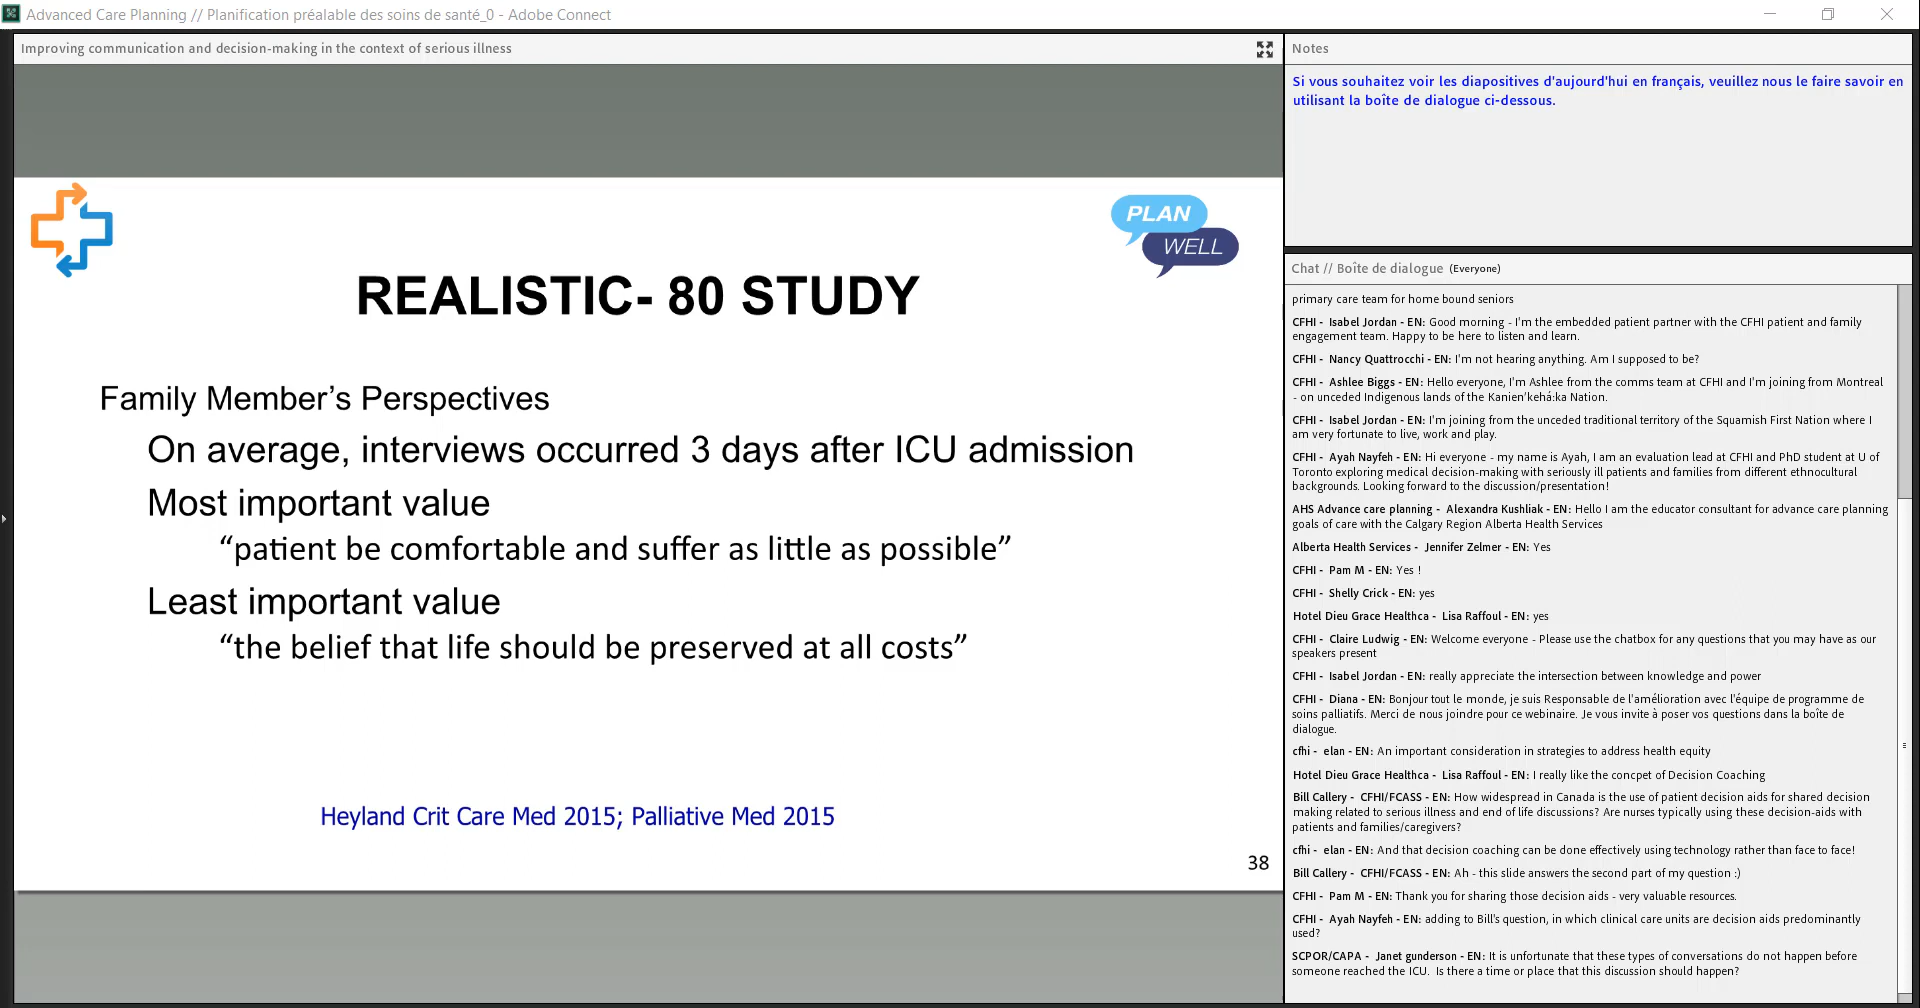 Advanced Care Planning // Planification préalable des soins de santé_0 - Adobe Connect
Improving communication and decision-making in the context of serious illness
PLAN
WELL
REALISTIC- 80 STUDY
Family Member’s Perspectives
On average, interviews occurred 3 days after ICU admission
Most important value
“patient be comfortable and suffer as little as possible”
Least important value
“the belief that life should be preserved at all costs”
Heyland Crit Care Med 2015; Palliative Med 2015
38
Notes
Si vous souhaitez voir les diapositives d'aujourd'hui en français, veuillez nous le faire savoir en
utilisant la boîte de dialogue ci-dessous.
Chat // Boîte de dialogue (Everyone)
primary care team for home bound seniors
CFHI - Isabel Jordan - EN: Good morning - I'm the embedded patient partner with the CFHI patient and family
engagement team. Happy to be here to listen and learn.
CFHI - Nancy Quattrocchi - EN: I'm not hearing anything. Am I supposed to be?
CFHI - Ashlee Biggs - EN: Hello everyone, I'm Ashlee from the comms team at CFHI and I'm joining from Montreal
- on unceded Indigenous lands of the Kanien’kehá:ka Nation.
CFHI - Isabel Jordan - EN: I'm joining from the unceded traditional territory of the Squamish First Nation where I
am very fortunate to live, work and play.
CFHI - Ayah Nayfeh - EN: Hi everyone - my name is Ayah, I am an evaluation lead at CFHI and PhD student at U of
Toronto exploring medical decision-making with seriously ill patients and families from different ethnocultural
backgrounds. Looking forward to the discussion/presentation!
AHS Advance care planning - Alexandra Kushliak - EN: Hello I am the educator consultant for advance care planning
goals of care with the Calgary Region Alberta Health Services
Alberta Health Services - Jennifer Zelmer - EN: Yes
CFHI - Pam M - EN: Yes !
CFHI - Shelly Crick - EN: yes
Hotel Dieu Grace Healthca - Lisa Raffoul - EN: yes
CFHI - Claire Ludwig - EN: Welcome everyone - Please use the chatbox for any questions that you may have as our
speakers present
CFHI - Isabel Jordan - EN: really appreciate the intersection between knowledge and power
CFHI - Diana - EN: Bonjour tout le monde, je suis Responsable de l'amélioration avec l'équipe de programme de
soins palliatifs. Merci de nous joindre pour ce webinaire. Je vous invite à poser vos questions dans la boîte de
dialogue.
cfhi - elan - EN: An important consideration in strategies to address health equity
Hotel Dieu Grace Healthca - Lisa Raffoul - EN: I really like the concpet of Decision Coaching
Bill Callery - CFHI/FCASS - EN: How widespread in Canada is the use of patient decision aids for shared decision
making related to serious illness and end of life discussions? Are nurses typically using these decision-aids with
patients and families/caregivers?
cfhi - elan - EN: And that decision coaching can be done effectively using technology rather than face to face!
Bill Callery - CFHI/FCASS - EN: Ah - this slide answers the second part of my question :)
CFHI - Pam M - EN: Thank you for sharing those decision aids - very valuable resources.
CFHI - Ayah Nayfeh - EN: adding to Bill's question, in which clinical care units are decision aids predominantly
used?
SCPOR/CAPA - Janet gunderson - EN: It is unfortunate that these types of conversations do not happen before
someone reached the ICU. Is there a time or place that this discussion should happen?